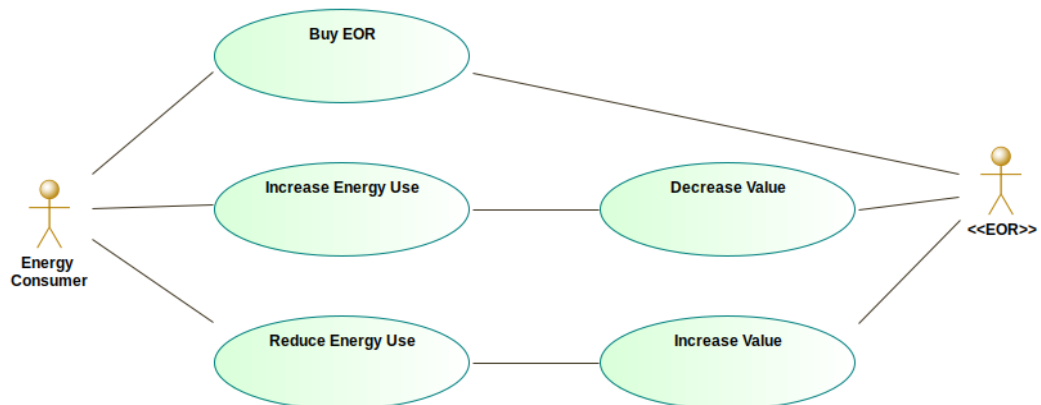 Buy EOR
Increase Energy Use
Decrease Value
<<EOR>>
Energy
Consumer
Reduce Energy Use
Increase Value